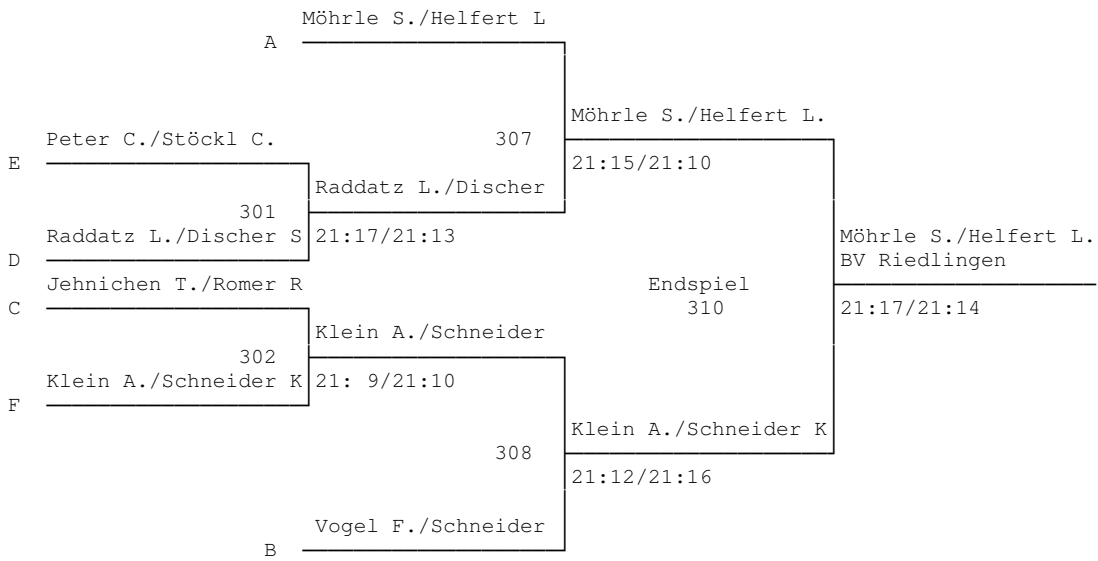 Möhrle S./Helfert L
A
Möhrle S./Helfert L.
Peter C./Stöckl C. 307
E 21:15/21:10
Raddatz L./Discher
301
Raddatz L./Discher S 21:17/21:13 Möhrle S./Helfert L.
D BV Riedlingen
Jehnichen T./Romer R Endspiel
C 310 21:17/21:14
Klein A./Schneider
302
Klein A./Schneider K 21: 9/21:10
F
Klein A./Schneider K
308
21:12/21:16
Vogel F./Schneider
B